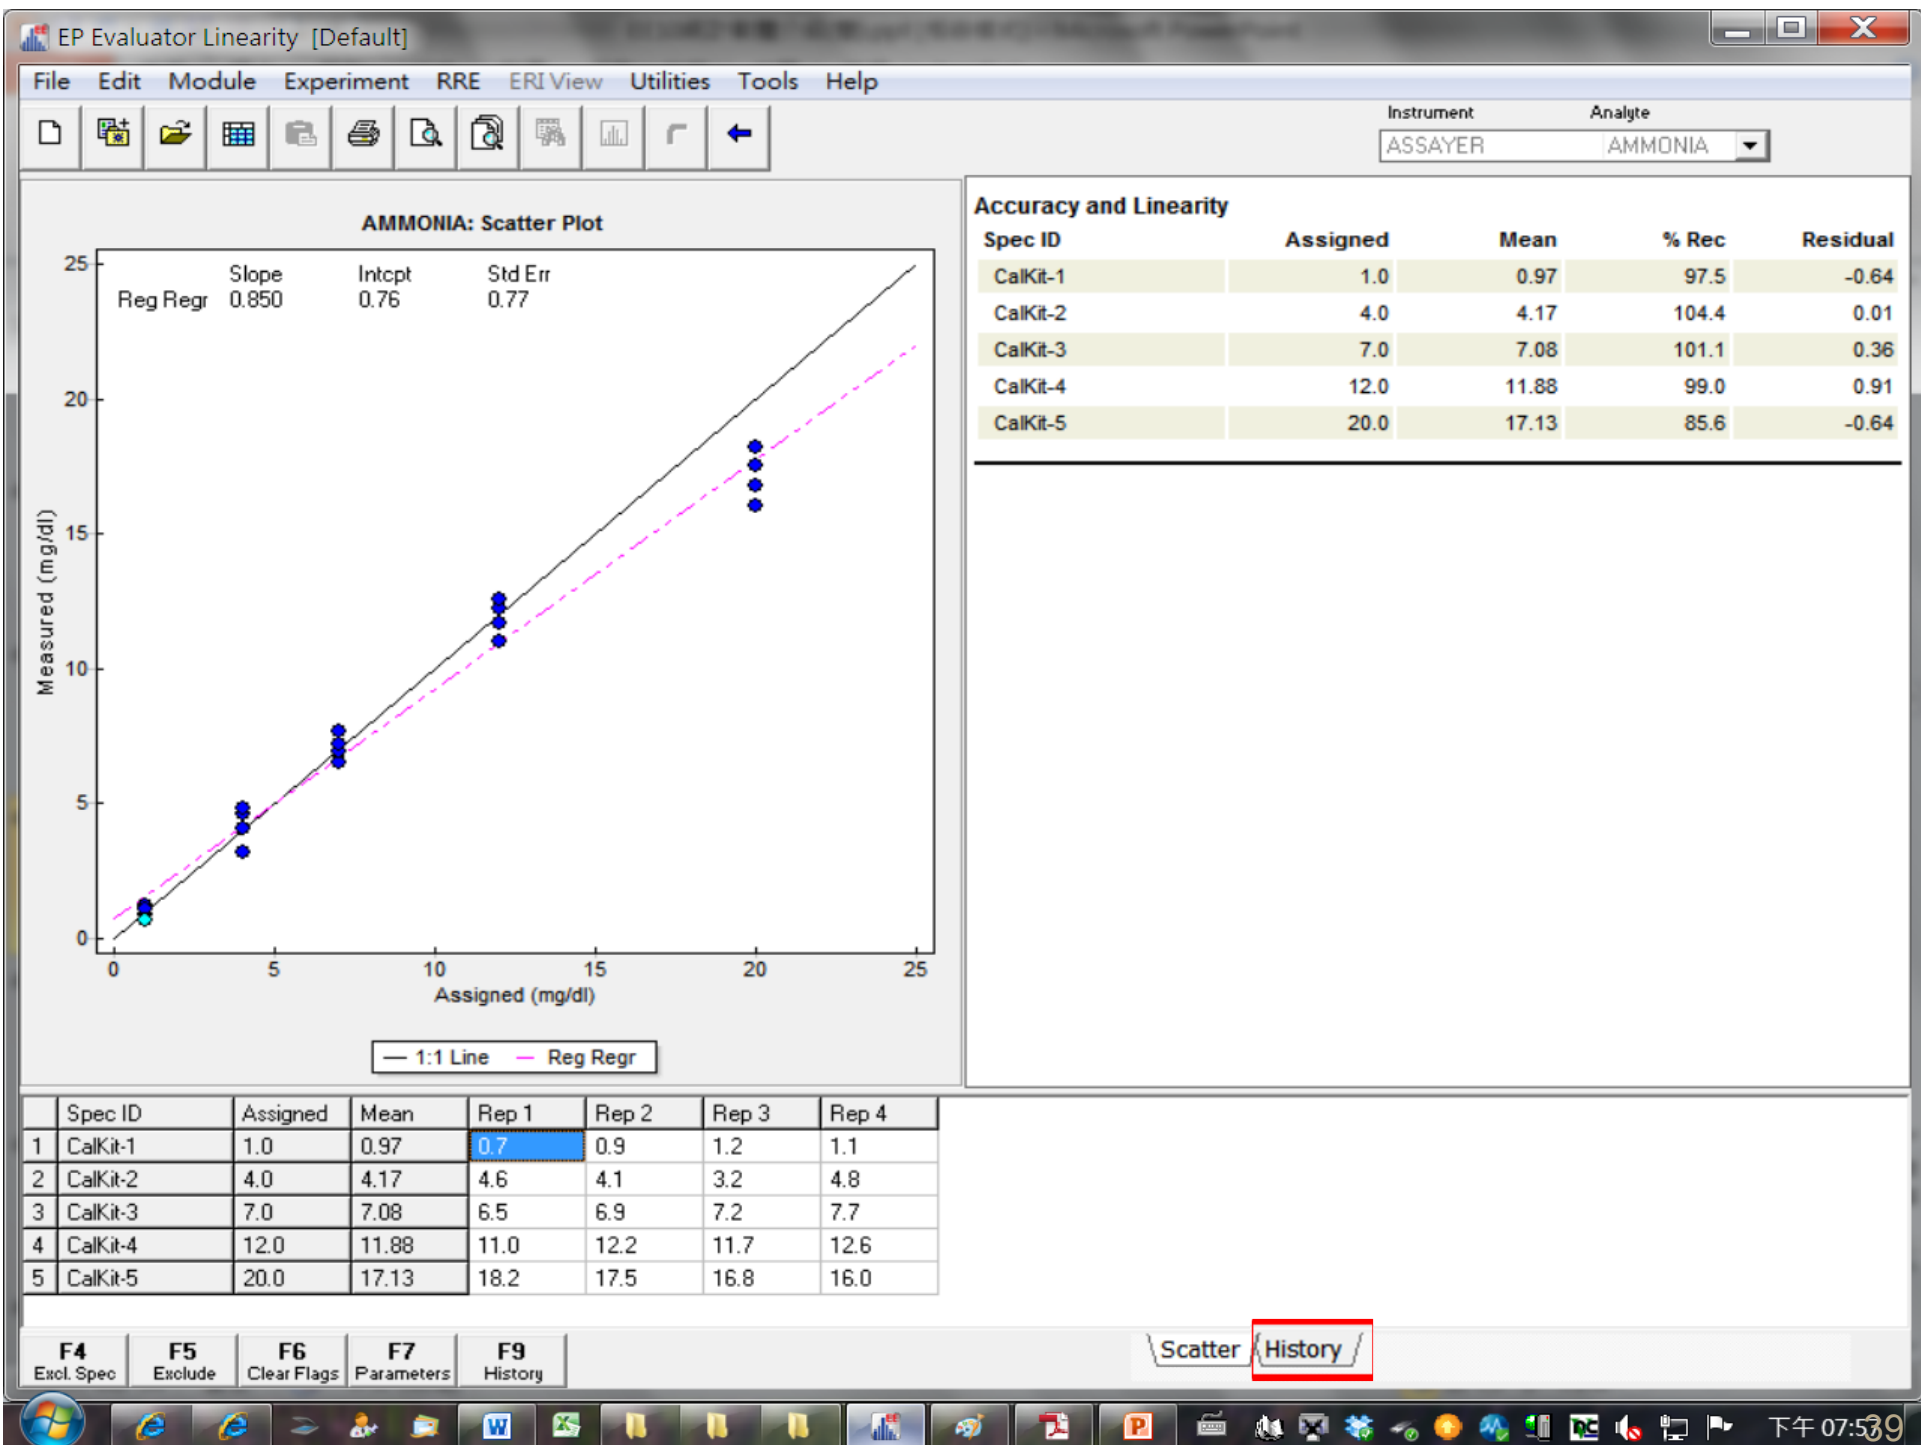 EP Evaluator Linearity [Default]
File Edit Module Experiment RRE ERI View Utilities Tools Help
Instrument Analyte
ASSAYER AMMONIA
AMMONIA: Scatter Plot
Slope Intcpt Std Err
Reg Regr 0.850 0.76 0.77
25
20
15
10
5
0
Measured (mg/dl)
0 5 10 15 20 25
Assigned (mg/dl)
1:1 Line Reg Regr
Accuracy and Linearity
Spec ID Assigned Mean % Rec Residual
CalKit-1 1.0 0.97 97.5 -0.64
CalKit-2 4.0 4.17 104.4 0.01
CalKit-3 7.0 7.08 101.1 0.36
CalKit-4 12.0 11.88 99.0 0.91
CalKit-5 20.0 17.13 85.6 -0.64
Spec ID Assigned Mean Rep 1 Rep 2 Rep 3 Rep 4
1 CalKit-1 1.0 0.97 0.7 0.9 1.2 1.1
2 CalKit-2 4.0 4.17 4.6 4.1 3.2 4.8
3 CalKit-3 7.0 7.08 6.5 6.9 7.2 7.7
4 CalKit-4 12.0 11.88 11.0 12.2 11.7 12.6
5 CalKit-5 20.0 17.13 18.2 17.5 16.8 16.0
F4 F5 F6 F7 F9
Excl. Spec Exclude Clear Flags Parameters History
Scatter History
下午 07:57
39